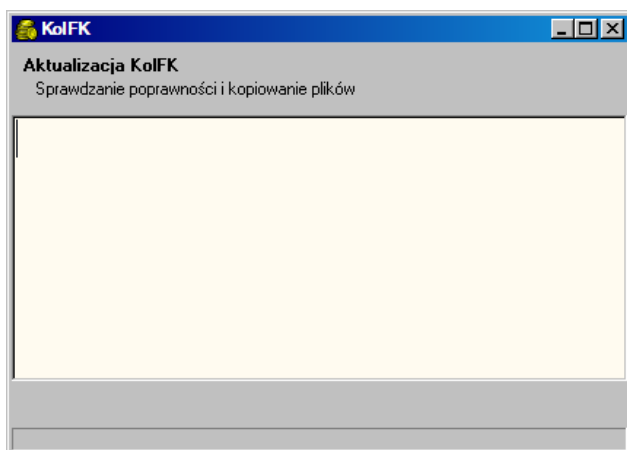 KolFK
Aktualizacja KolFK
Sprawdzanie poprawności i kopiowanie plików